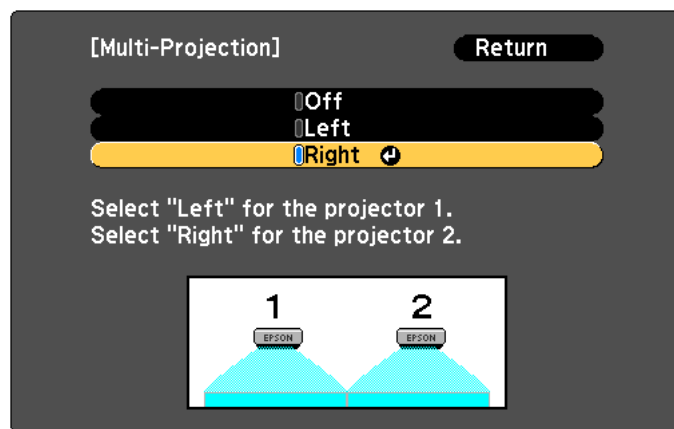 [Multi-Projection] Return
Off
Left
Right
Select "Left" for the projector 1.
Select "Right" for the projector 2.
1 2
EPSON EPSON